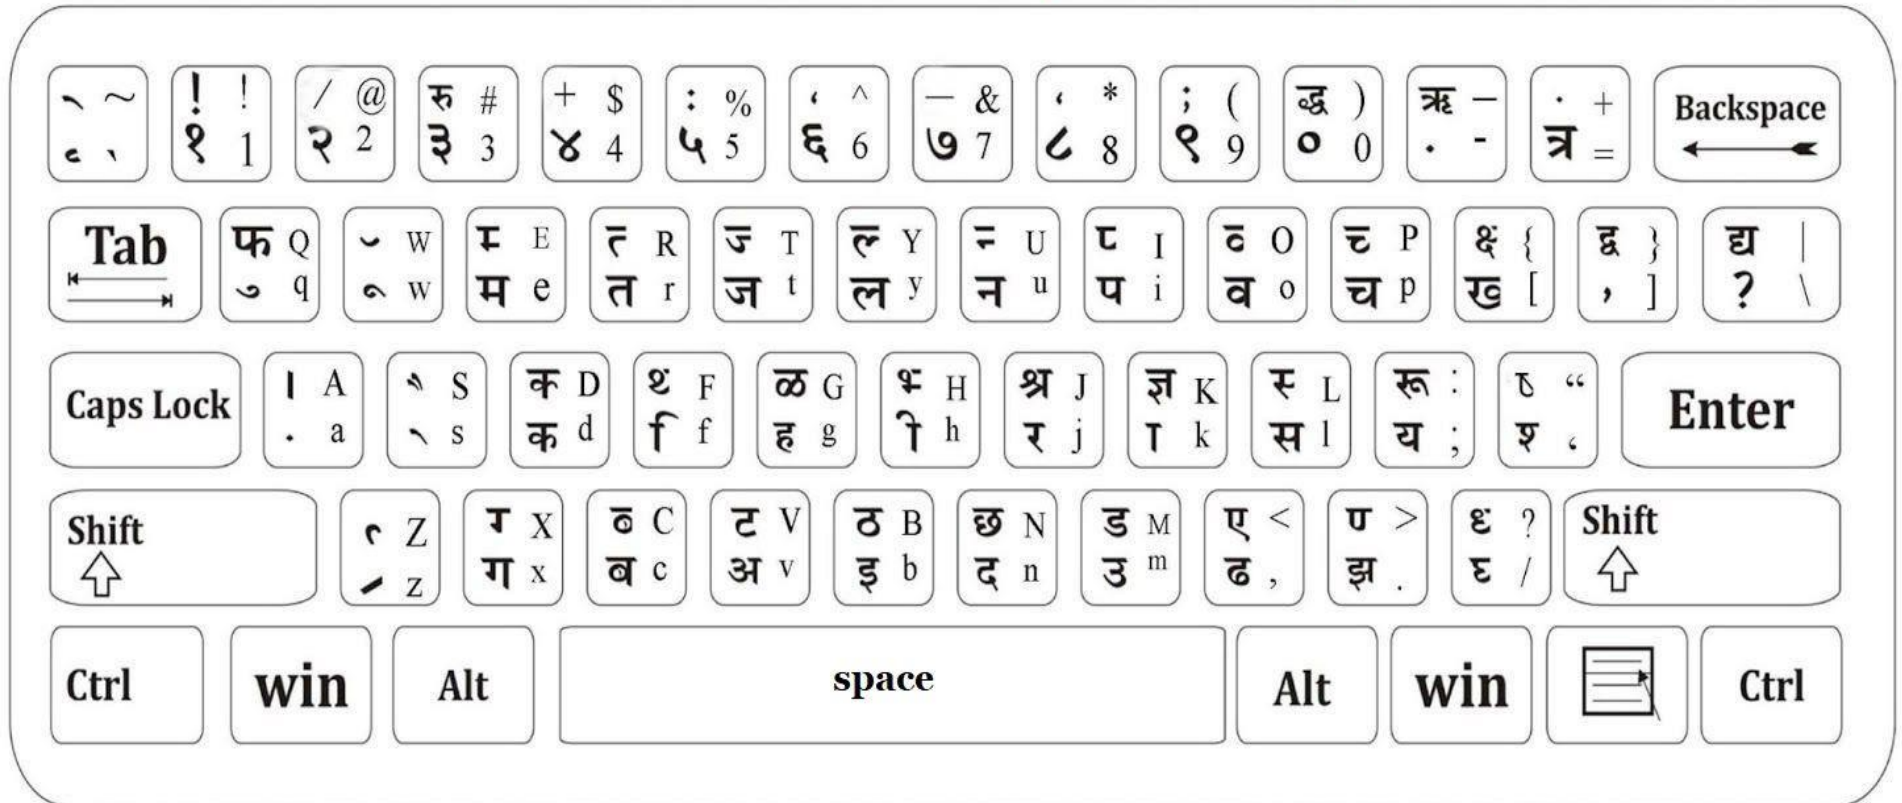 ! ! / @ रु # + $ : % ‘ ^ — & ‘ * ; ( द्ध ) ऋ – · + Backspace
~ १ 1 २ 2 ३ 3 ४ 4 ५ 5 ६ 6 ७ 7 ८ 8 ९ 9 ० 0 . - त्र =
Tab फ Q W म् E त् R ज् T ल् Y न् U प् I व् O च् P क्ष { द्व } द्य |
q w म e त r ज t ल y न u प i व o च p ख [ , ] ? \
Caps Lock । A S क् D थ् F ळ G भ् H श्र J ज्ञ K स् L रू : “ Enter
. a s क d ि f ह g ी h र j ा k स l य ; श् ‘
Shift Z ग् X ब् C ट V ठ B छ N ड M ए < ण् > ध् ? Shift
z ग x ब c अ v इ b द n उ m ढ , झ . घ् /
Ctrl win Alt space Alt win Ctrl